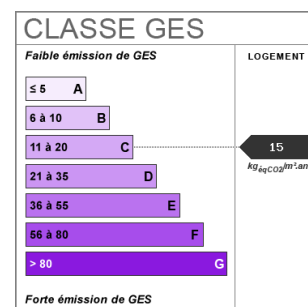 CLASSE GES
Faible émission de GES
LOGEMENT
≤ 5 A
6 à 10 B
11 à 20 C
15
kgéqCO2/m².an
21 à 35 D
36 à 55 E
56 à 80 F
> 80 G
Forte émission de GES